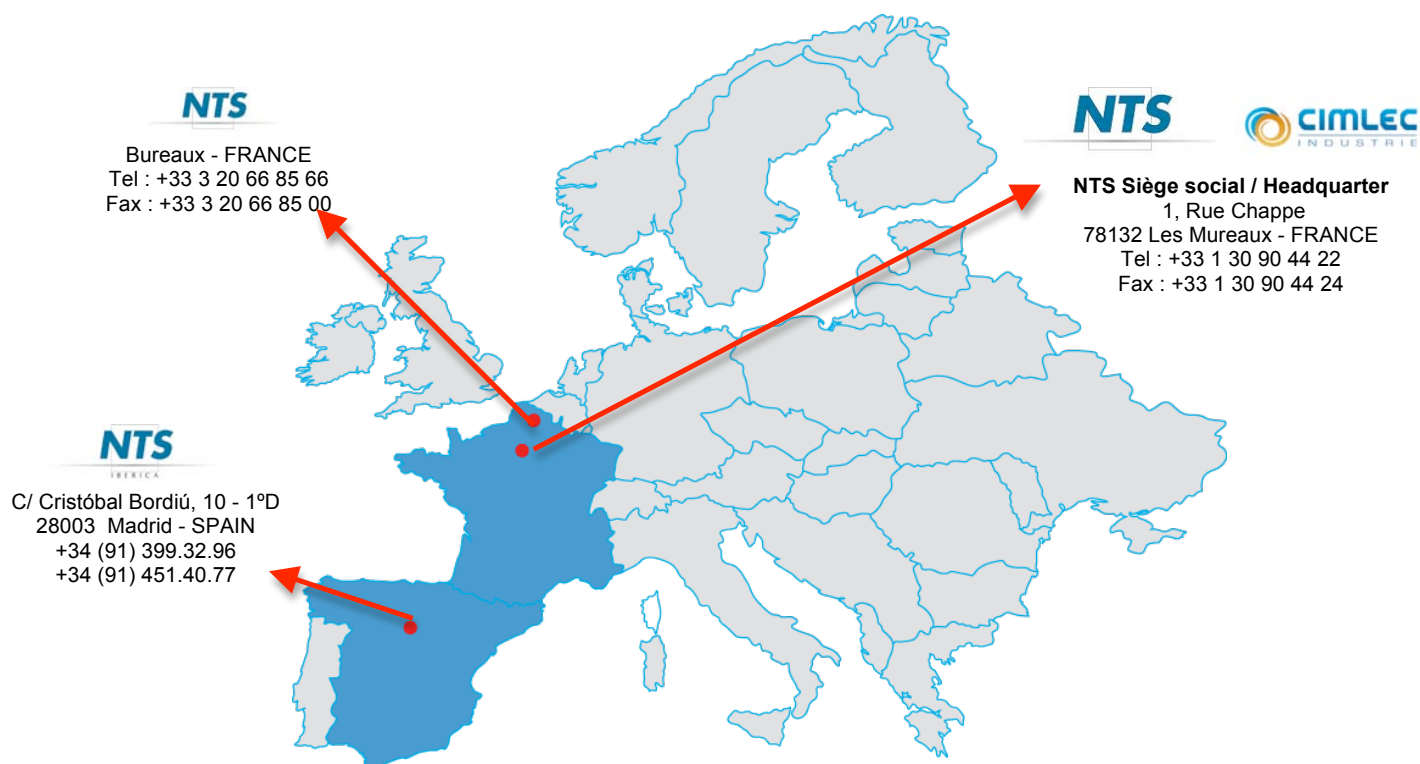 NTS
Bureaux - FRANCE
Tel : +33 3 20 66 85 66
Fax : +33 3 20 66 85 00
NTS
CIMLEC
INDUSTRIE
NTS Siège social / Headquarter
1, Rue Chappe
78132 Les Mureaux - FRANCE
Tel : +33 1 30 90 44 22
Fax : +33 1 30 90 44 24
NTS
IBERICA
C/ Cristóbal Bordiú, 10 - 1ºD
28003  Madrid - SPAIN
+34 (91) 399.32.96
+34 (91) 451.40.77